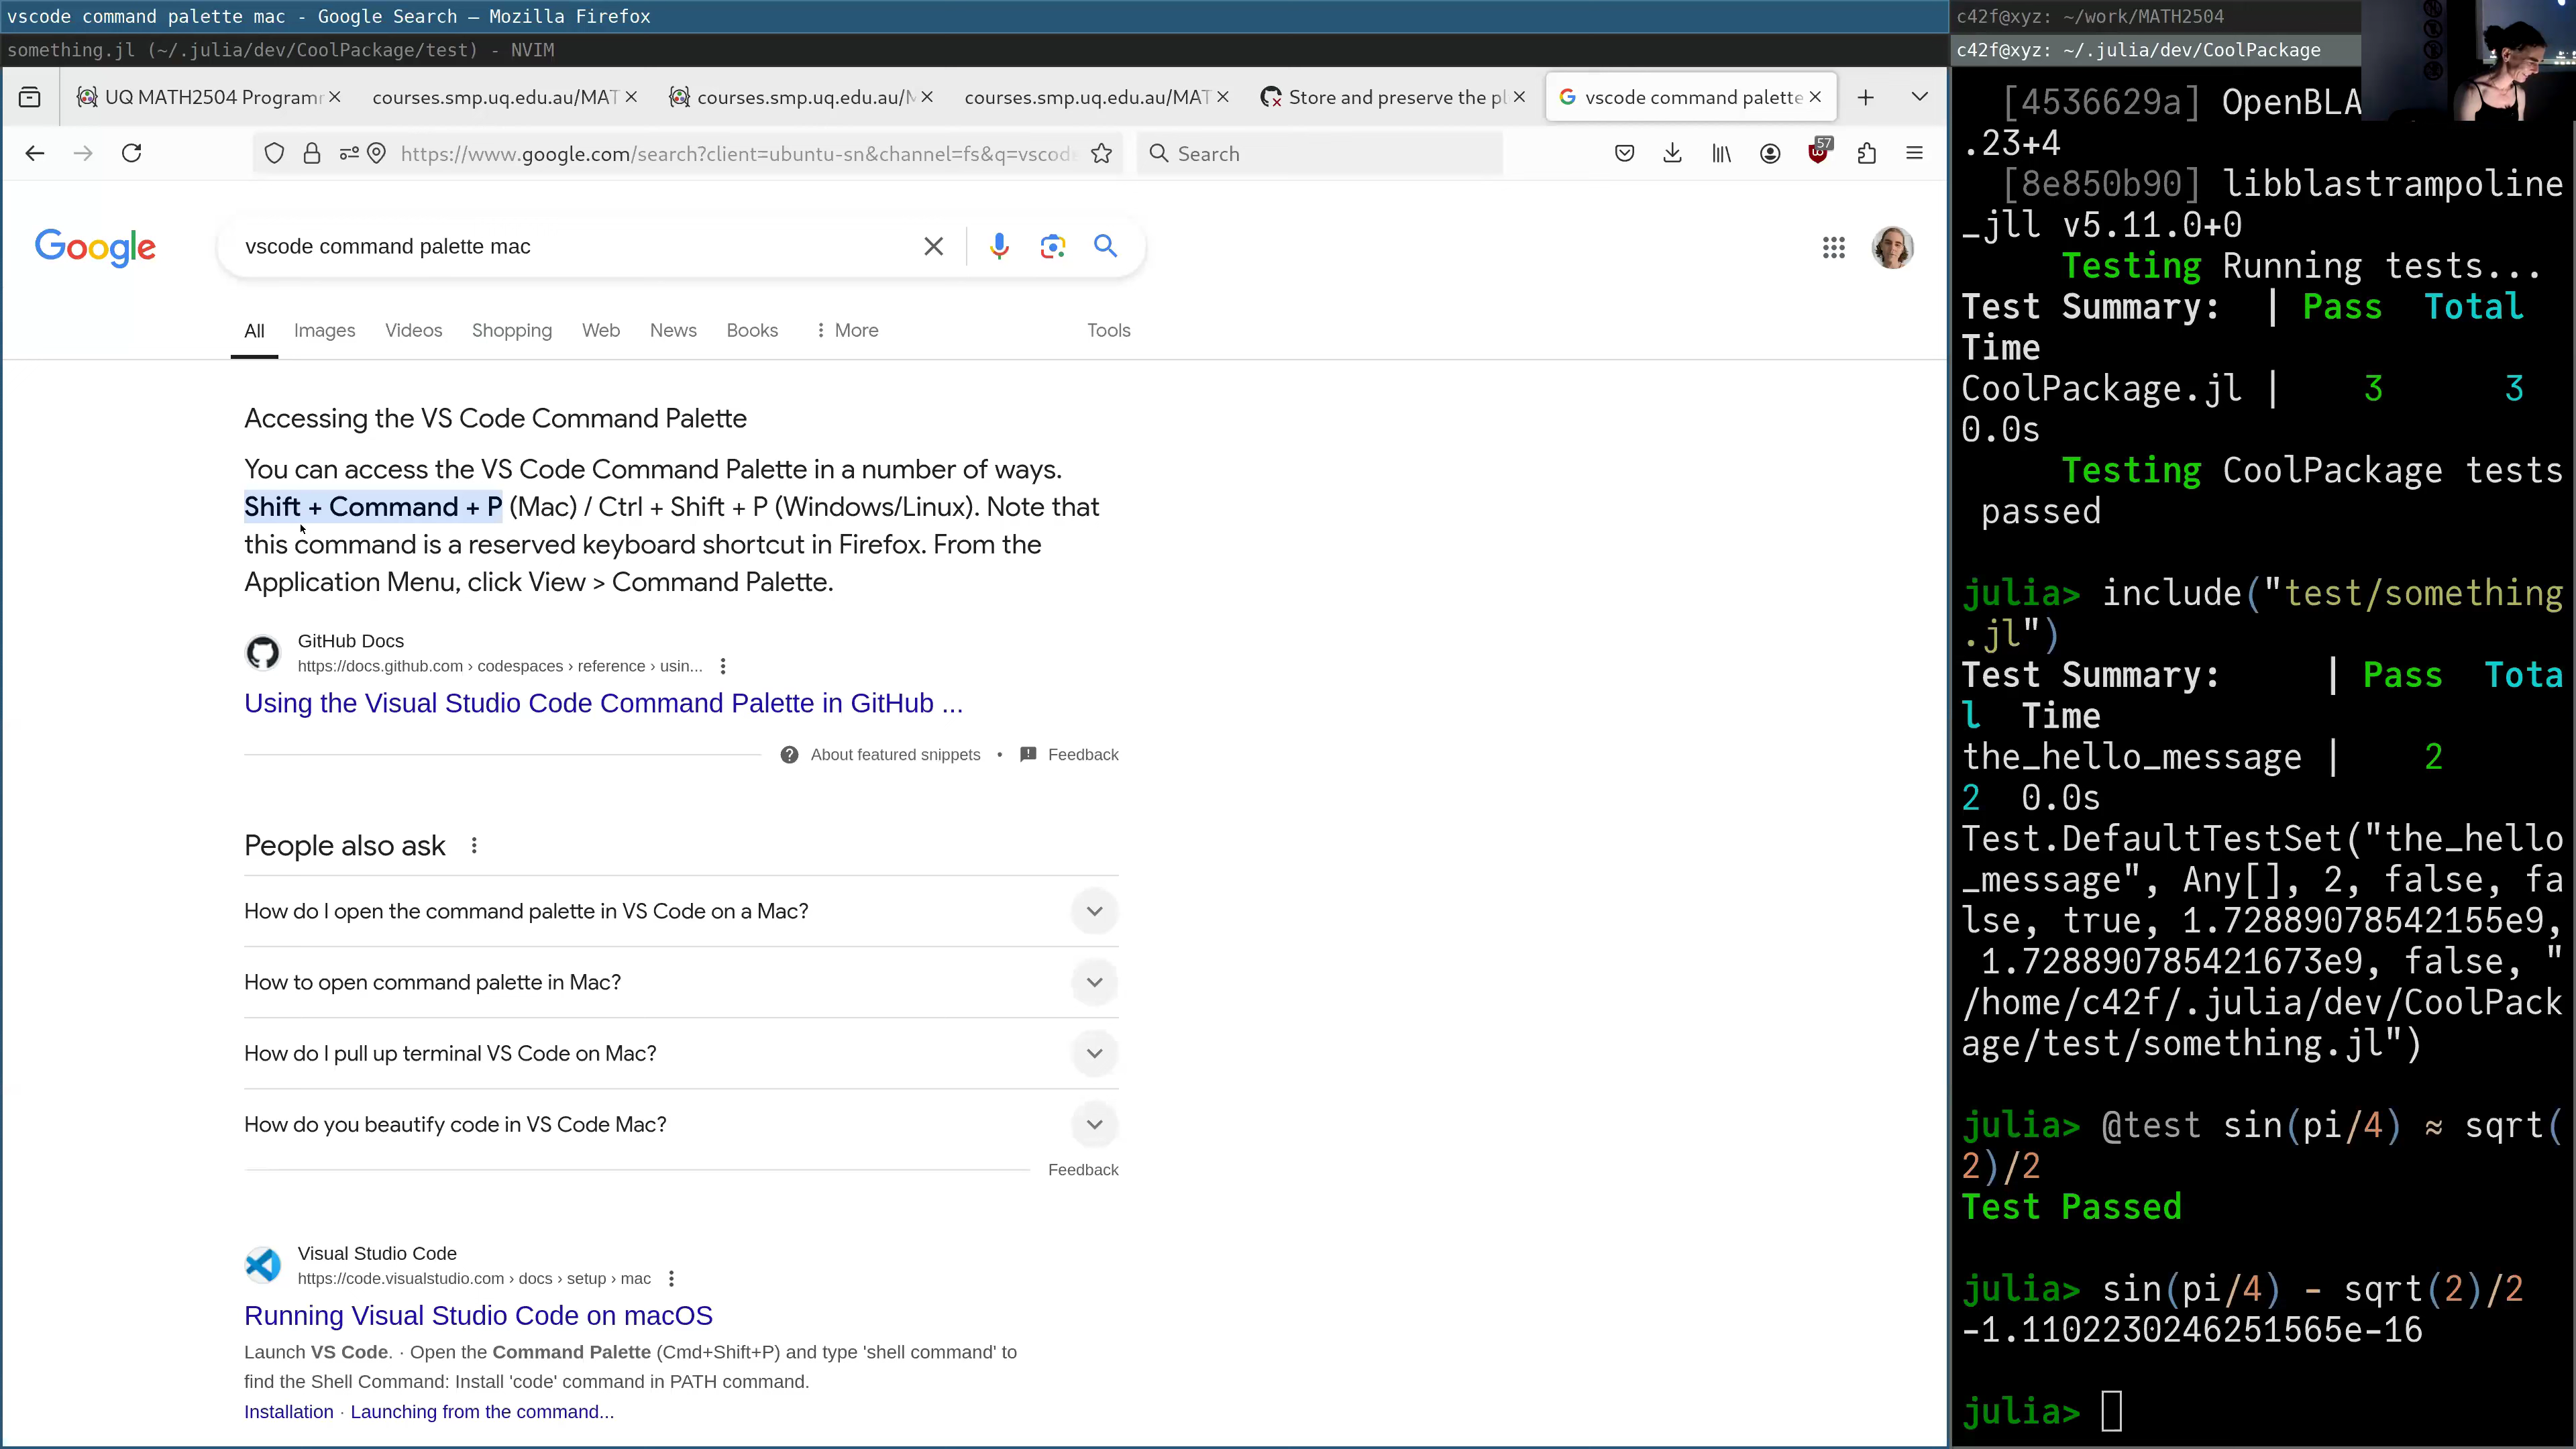 vscode command palette mac - Google Search — Mozilla Firefox
something.jl (~/.julia/dev/CoolPackage/test) - NVIM
UQ MATH2504 Programr
courses.smp.uq.edu.au/MAT
courses.smp.uq.edu.au/M
courses.smp.uq.edu.au/MAT
Store and preserve the pl
vscode command palette
https://www.google.com/search?client=ubuntu-sn&channel=fs&q=vscode
Search
57
Google
vscode command palette mac
All Images Videos Shopping Web News Books More Tools
Accessing the VS Code Command Palette
You can access the VS Code Command Palette in a number of ways.
Shift + Command + P (Mac) / Ctrl + Shift + P (Windows/Linux). Note that
this command is a reserved keyboard shortcut in Firefox. From the
Application Menu, click View > Command Palette.
GitHub Docs
https://docs.github.com › codespaces › reference › usin...
Using the Visual Studio Code Command Palette in GitHub ...
About featured snippets • Feedback
People also ask
How do I open the command palette in VS Code on a Mac?
How to open command palette in Mac?
How do I pull up terminal VS Code on Mac?
How do you beautify code in VS Code Mac?
Feedback
Visual Studio Code
https://code.visualstudio.com › docs › setup › mac
Running Visual Studio Code on macOS
Launch VS Code. · Open the Command Palette (Cmd+Shift+P) and type 'shell command' to
find the Shell Command: Install 'code' command in PATH command.
Installation · Launching from the command...
c42f@xyz: ~/work/MATH2504
c42f@xyz: ~/.julia/dev/CoolPackage
[4536629a] OpenBLA
.23+4
[8e850b90] libblastrampoline
_jll v5.11.0+0
Testing Running tests...
Test Summary: | Pass Total
Time
CoolPackage.jl | 3 3
0.0s
Testing CoolPackage tests
passed
julia> include("test/something
.jl")
Test Summary: | Pass Tota
l Time
the_hello_message | 2
2 0.0s
Test.DefaultTestSet("the_hello
_message", Any[], 2, false, fa
lse, true, 1.72889078542155e9,
1.728890785421673e9, false, "
/home/c42f/.julia/dev/CoolPack
age/test/something.jl")
julia> @test sin(pi/4) ≈ sqrt(
2)/2
Test Passed
julia> sin(pi/4) - sqrt(2)/2
-1.1102230246251565e-16
julia>